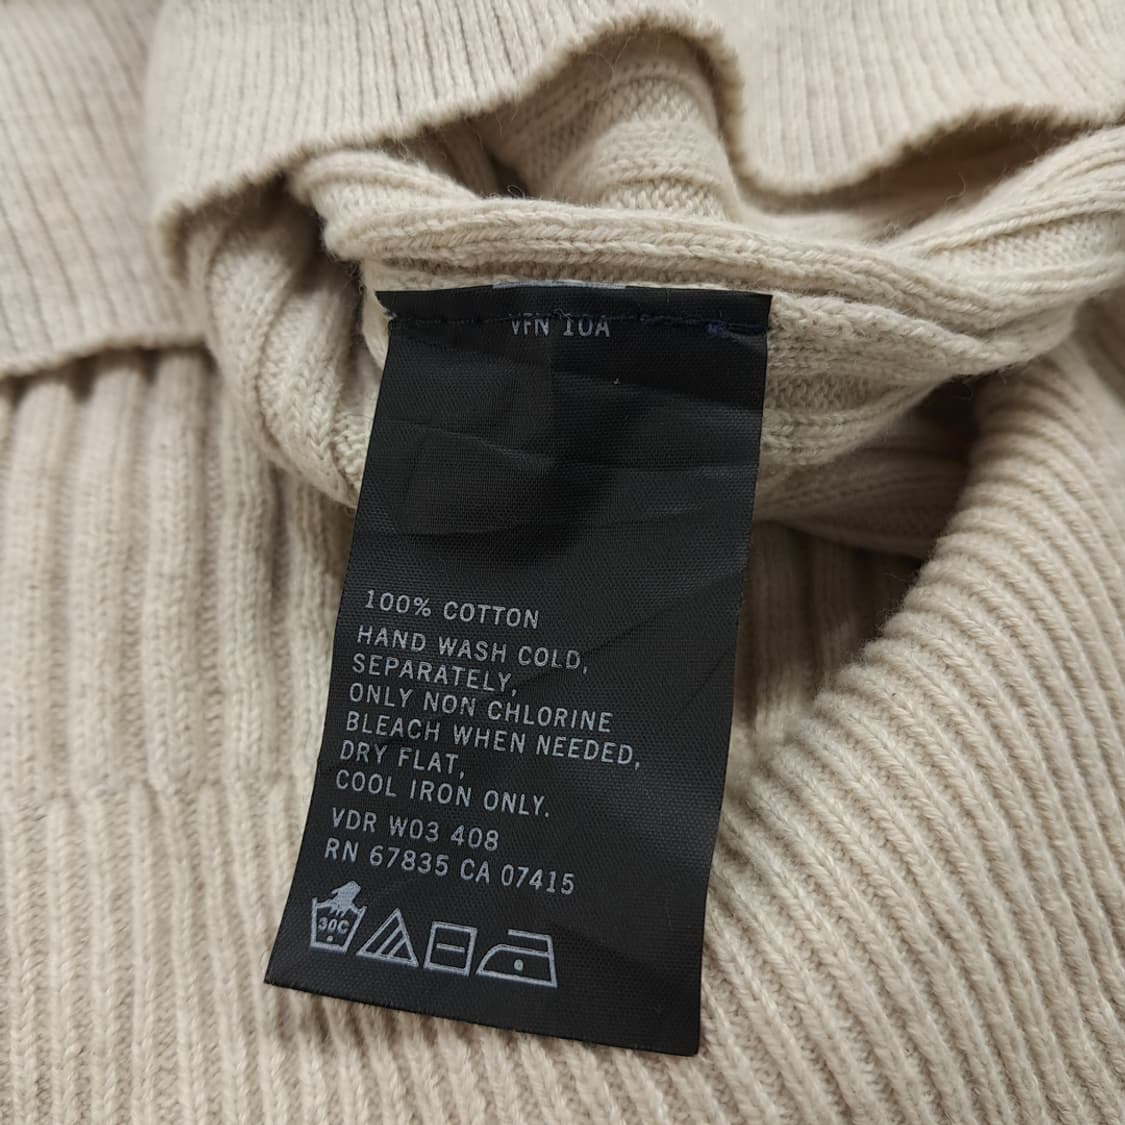 VFN 10A
100% COTTON
HAND WASH COLD,
SEPARATELY,
ONLY NON CHLORINE
BLEACH WHEN NEEDED,
DRY FLAT,
COOL IRON ONLY.
VDR W03 408
RN 67835 CA 07415
30C